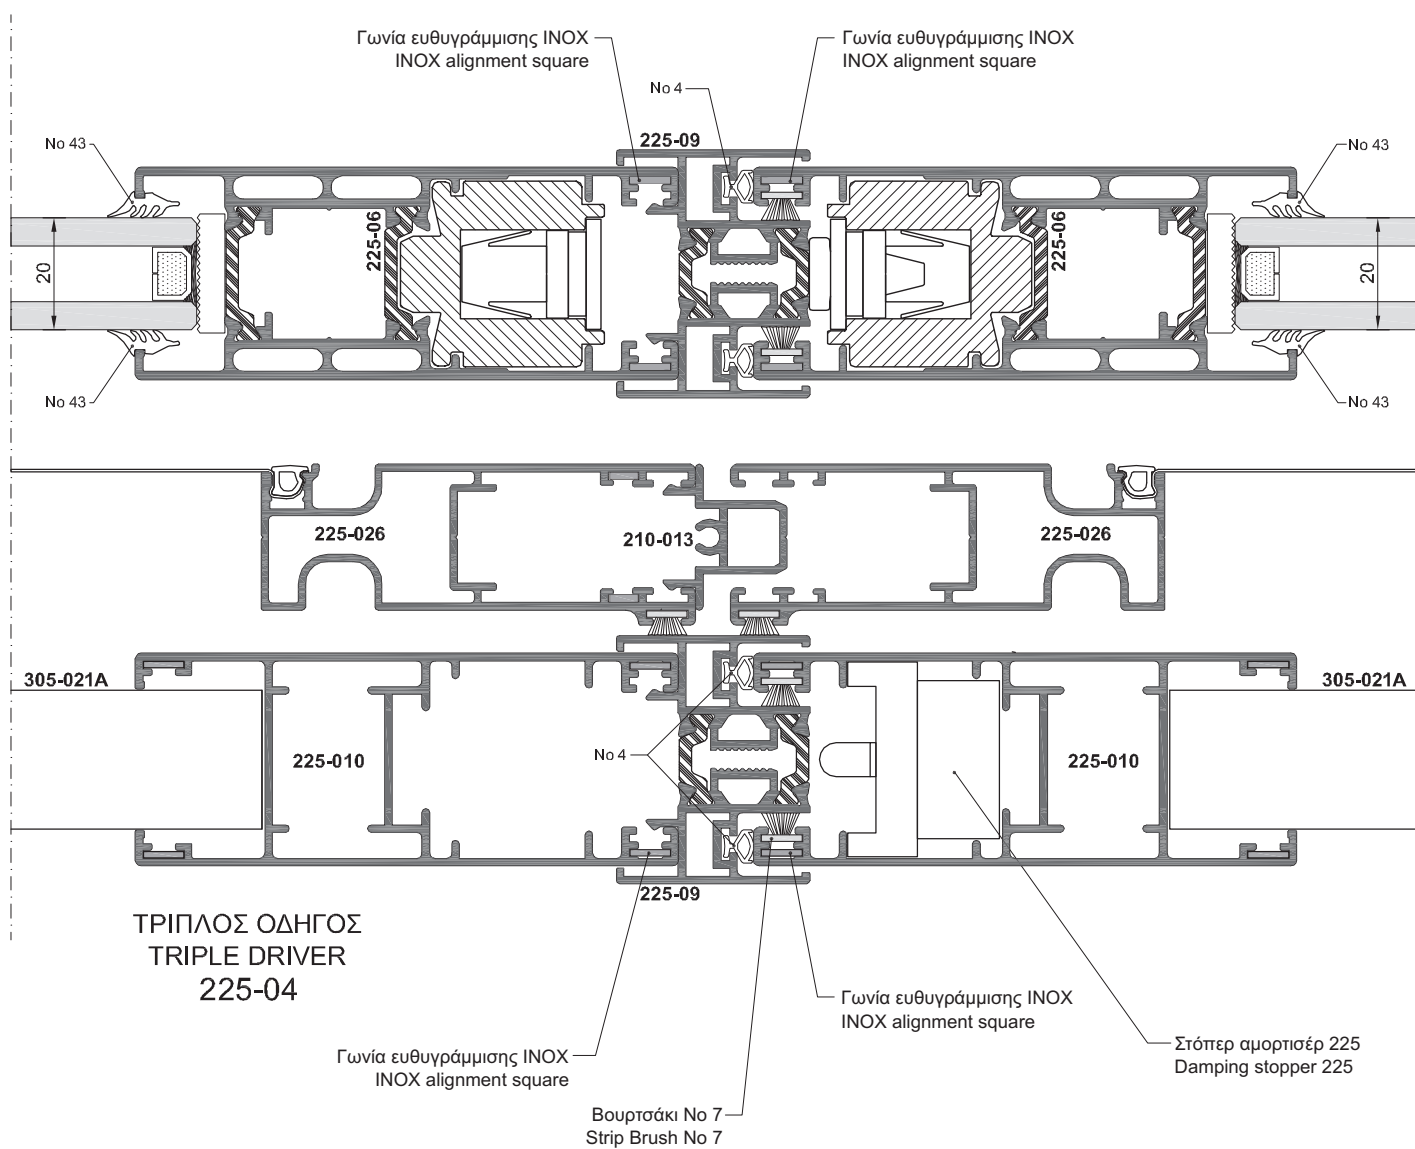 Γωνία ευθυγράμμισης INOX
INOX alignment square
Γωνία ευθυγράμμισης INOX
INOX alignment square
No 4
225-09
No 43
No 43
225-06
225-06
20
20
No 43
No 43
225-026
210-013
225-026
305-021A
305-021A
No 4
225-010
225-010
225-09
ΤΡΙΠΛΟΣ ΟΔΗΓΟΣ
TRIPLE DRIVER
225-04
Γωνία ευθυγράμμισης INOX
INOX alignment square
Γωνία ευθυγράμμισης INOX
INOX alignment square
Στόπερ αμορτισέρ 225
Damping stopper 225
Βουρτσάκι No 7
Strip Brush No 7